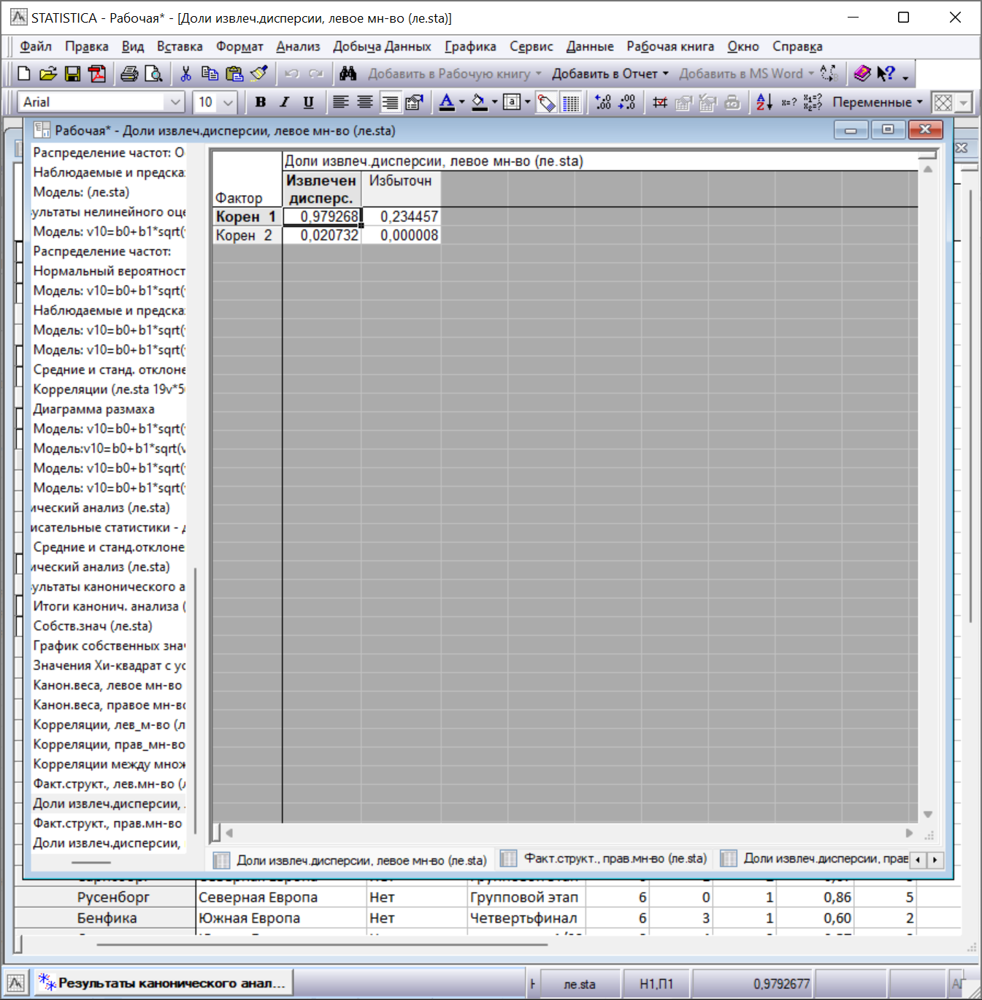 STATISTICA - Рабочая* - [Доли извлеч.дисперсии, левое мн-во (ле.sta)]
Файл Правка Вид Вставка Формат Анализ Добыча Данных Графика Сервис Данные Рабочая книга Окно Справка
Добавить в Рабочую книгу Добавить в Отчет Добавить в MS Word
Arial 10 B I U Переменные
Рабочая* - Доли извлеч.дисперсии, левое мн-во (ле.sta)
Распределение частот: О
Наблюдаемые и предска
Модель: (ле.sta)
ультаты нелинейного оце
Модель: v10=b0+b1*sqrt(
Распределение частот:
Нормальный вероятност
Модель: v10=b0+b1*sqrt(
Наблюдаемые и предска
Модель: v10=b0+b1*sqrt(
Модель: v10=b0+b1*sqrt(
Средние и станд. отклоне
Корреляции (ле.sta 19v*5
Диаграмма размаха
Модель: v10=b0+b1*sqrt(
Модель:v10=b0+b1*sqrt(v
Модель: v10=b0+b1*sqrt(
Модель: v10=b0+b1*sqrt(
ический анализ (ле.sta)
исательные статистики - д
Средние и станд.отклоне
ический анализ (ле.sta)
ультаты канонического а
Итоги канонич. анализа (
Собств.знач (ле.sta)
График собственных знач
Значения Хи-квадрат с ус
Канон.веса, левое мн-во
Канон.веса, правое мн-во
Корреляции, лев_м-во (л
Корреляции, прав_мн-во
Корреляции между множ
Факт.структ., лев.мн-во (л
Доли извлеч.дисперсии,
Факт.структ., прав.мн-во
Доли извлеч.дисперсии,
Доли извлеч.дисперсии, левое мн-во (ле.sta)
Фактор Извлечен дисперс. Избыточн
Корен 1 0,979268 0,234457
Корен 2 0,020732 0,000008
Доли извлеч.дисперсии, левое мн-во (ле.sta) Факт.структ., прав.мн-во (ле.sta) Доли извлеч.дисперсии, праве
Русенборг Северная Европа Нет Групповой этап 6 0 1 0,86 5
Бенфика Южная Европа Нет Четвертьфинал 6 3 1 0,60 2
Результаты канонического анал... ле.sta Н1,П1 0,9792677